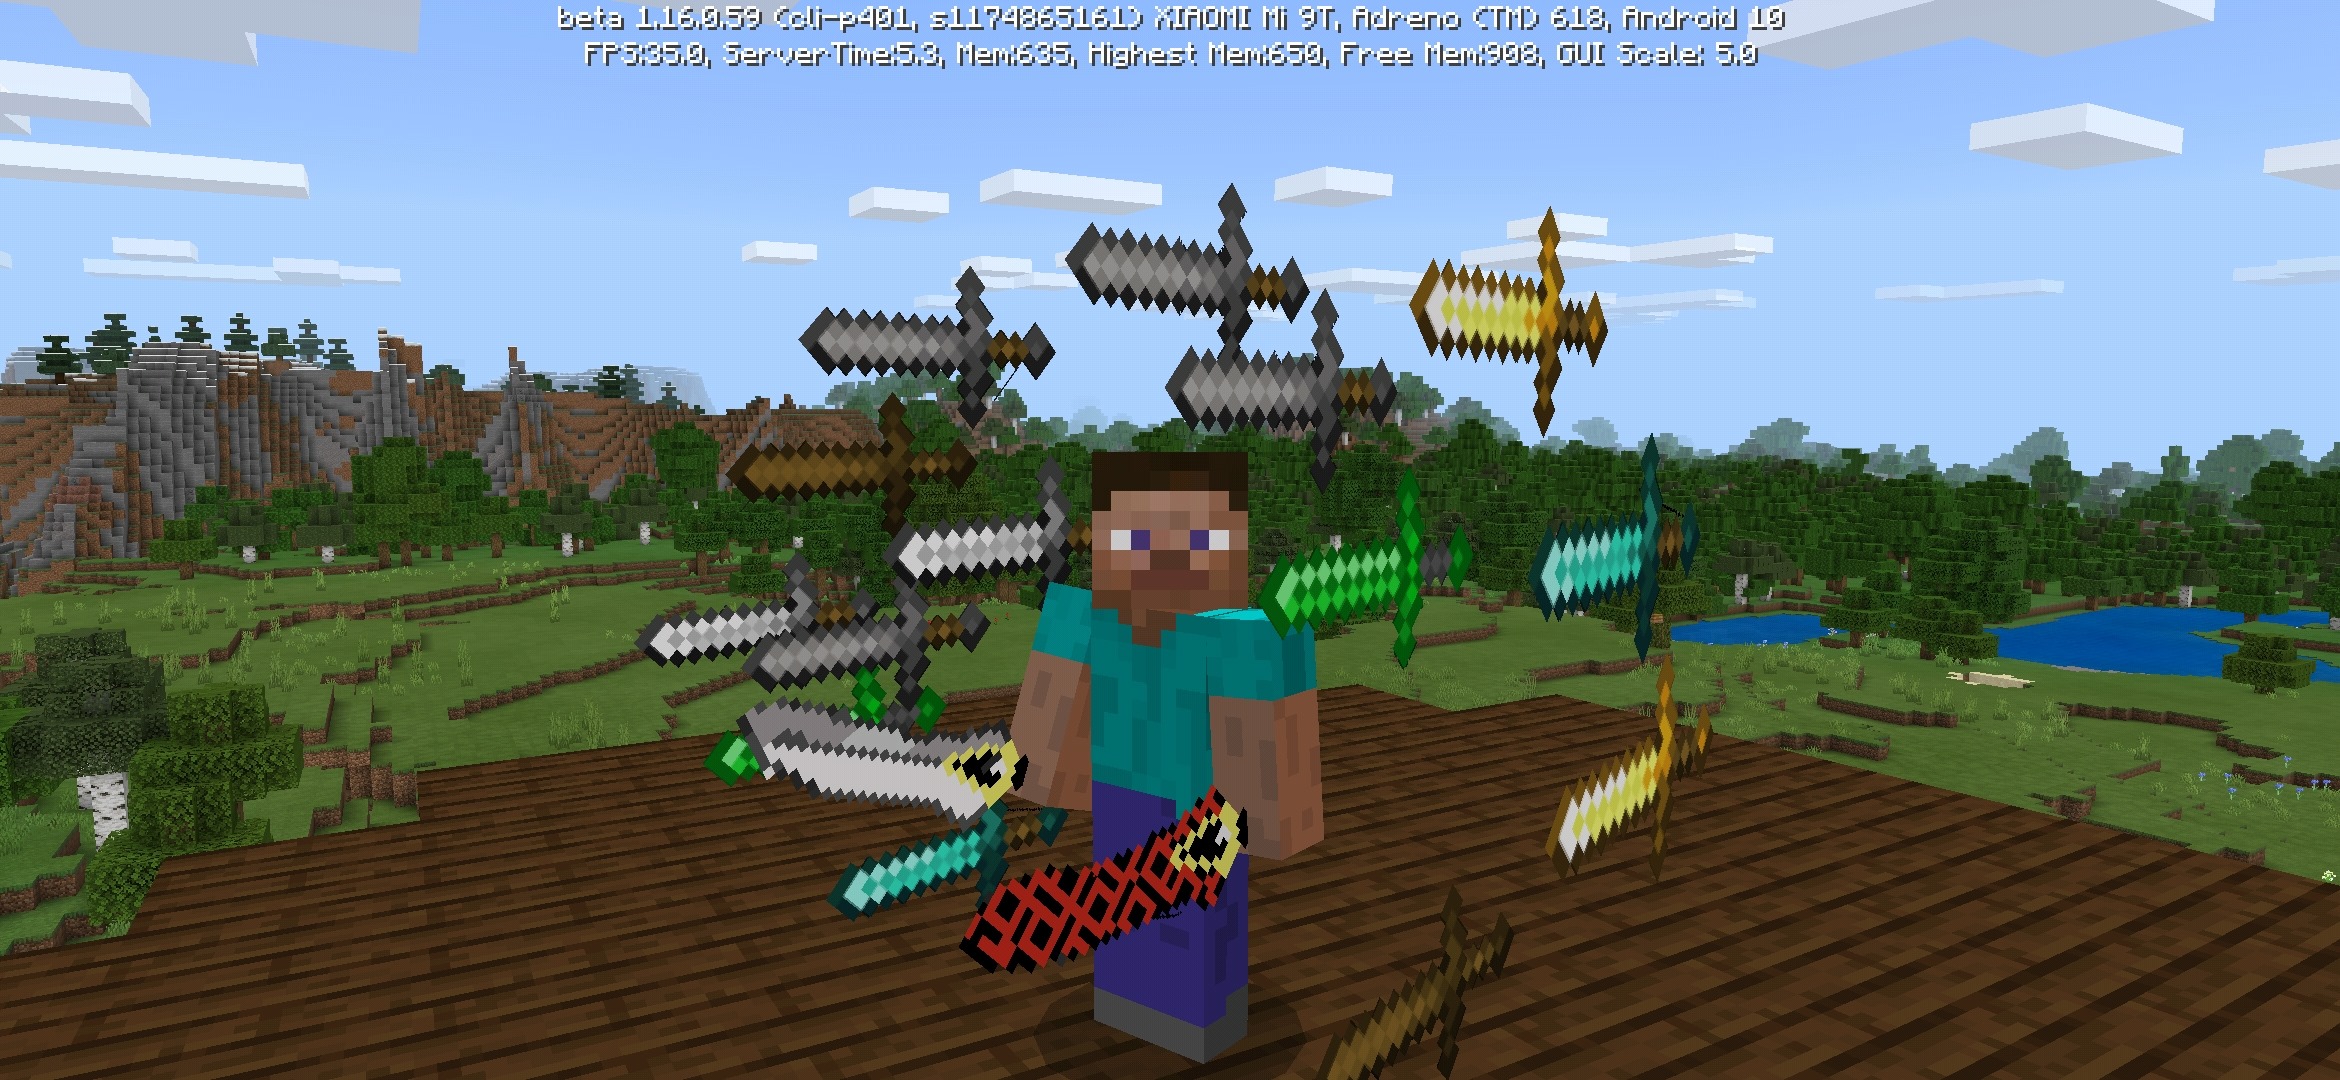 beta 1.16.0.59 (cli-p401, s1174865161) XIAOMI Mi 9T, Adreno (TM) 618, Android 10
FPS:35.0, ServerTime:5.3, Mem:635, Highest Mem:650, Free Mem:908, GUI Scale: 5.0